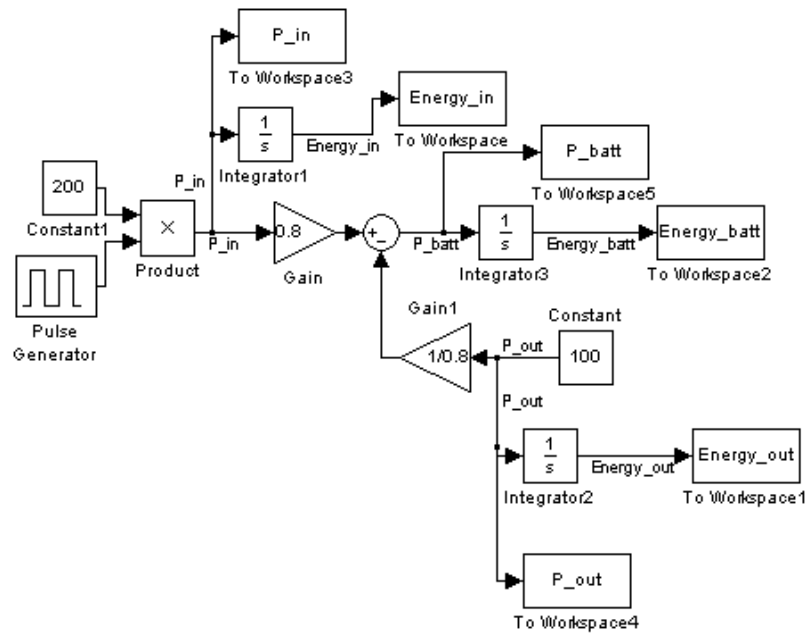 P_in
To Workspace3
Energy_in
To Workspace
1
s
Energy_in
Integrator1
P_batt
To Workspace5
200
Constant1
P_in
×
Product
P_in
0.8
Gain
+
−
P_batt
1
s
Integrator3
Energy_batt
Energy_batt
To Workspace2
Pulse
Generator
Gain1
1/0.8
P_out
Constant
100
P_out
1
s
Integrator2
Energy_out
Energy_out
To Workspace1
P_out
To Workspace4